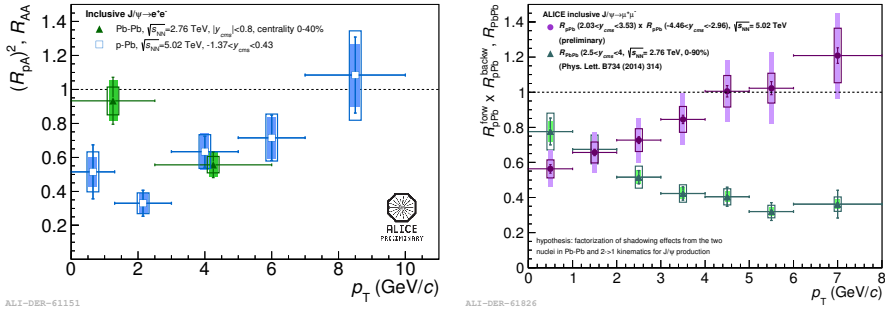 Inclusive J/ψ→e⁺e⁻
Pb-Pb, √sNN=2.76 TeV, |ycms|<0.8, centrality 0-40%
p-Pb, √sNN=5.02 TeV, -1.37<ycms<0.43
(RpA)², RAA
1.4
1.2
1
0.8
0.6
0.4
0.2
0 2 4 6 8 10
pT (GeV/c)
ALICE
PRELIMINARY
ALI-DER-61151
ALICE inclusive J/ψ→μ⁺μ⁻
RpPb (2.03<ycms<3.53) x RpPb (-4.46<ycms<-2.96), √sNN= 5.02 TeV
(preliminary)
RPbPb (2.5<ycms<4, √sNN= 2.76 TeV, 0-90%)
(Phys. Lett. B734 (2014) 314)
RpPb^forw x RpPb^backw, RPbPb
1.4
1.2
1
0.8
0.6
0.4
0.2
0
hypothesis: factorization of shadowing effects from the two
nuclei in Pb-Pb and 2->1 kinematics for J/ψ production
0 1 2 3 4 5 6 7 8
pT (GeV/c)
ALI-DER-61826